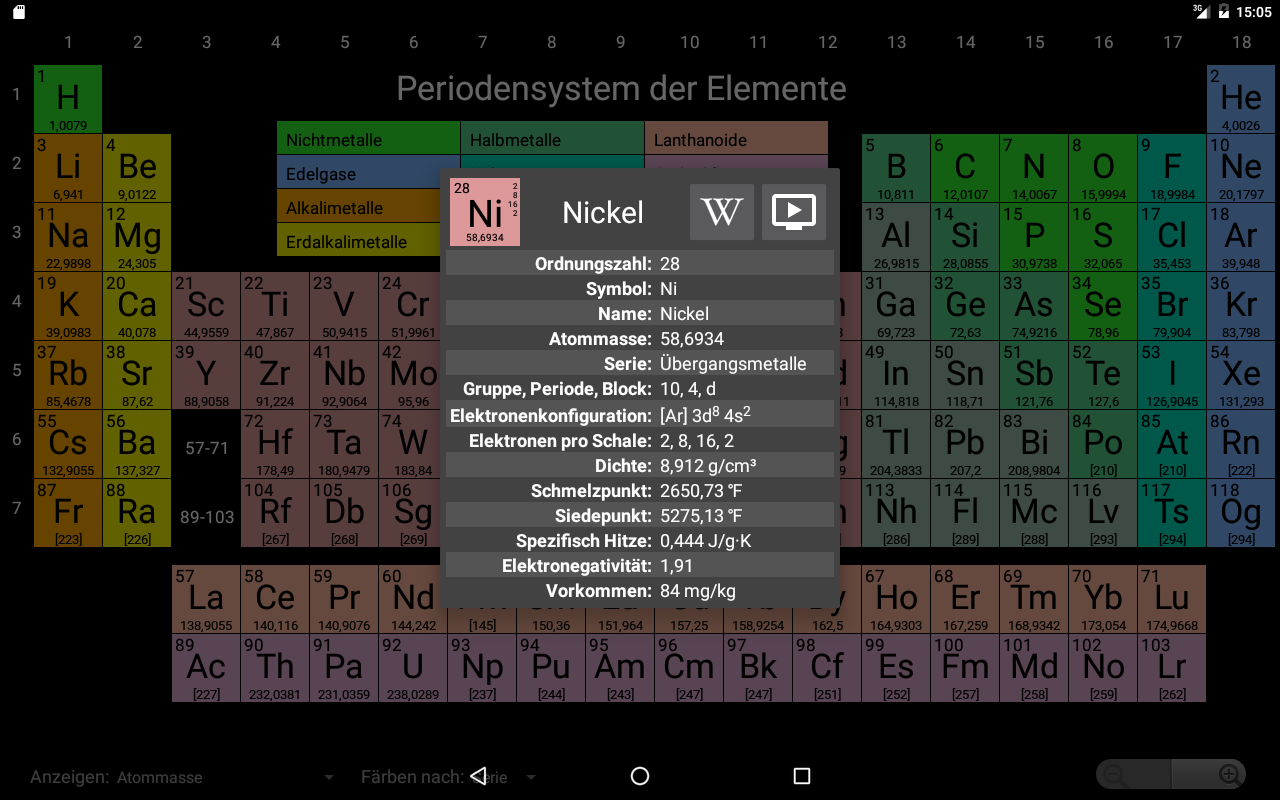 3G 15:05
1 2 3 4 5 6 7 8 9 10 11 12 13 14 15 16 17 18
Periodensystem der Elemente
1
1 H 1,0079
2 He 4,0026
Nichtmetalle Halbmetalle Lanthanoide
Edelgase
Alkalimetalle
Erdalkalimetalle
2
3 Li 6,941
4 Be 9,0122
5 B 10,811
6 C 12,0107
7 N 14,0067
8 O 15,9994
9 F 18,9984
10 Ne 20,1797
3
11 Na 22,9898
12 Mg 24,305
13 Al 26,9815
14 Si 28,0855
15 P 30,9738
16 S 32,065
17 Cl 35,453
18 Ar 39,948
4
19 K 39,0983
20 Ca 40,078
21 Sc 44,9559
22 Ti 47,867
23 V 50,9415
24 Cr 51,9961
31 Ga 69,723
32 Ge 72,63
33 As 74,9216
34 Se 78,96
35 Br 79,904
36 Kr 83,798
5
37 Rb 85,4678
38 Sr 87,62
39 Y 88,9058
40 Zr 91,224
41 Nb 92,9064
42 Mo 95,96
49 In 114,818
50 Sn 118,71
51 Sb 121,76
52 Te 127,6
53 I 126,9045
54 Xe 131,293
6
55 Cs 132,9055
56 Ba 137,327
57-71
72 Hf 178,49
73 Ta 180,9479
74 W 183,84
81 Tl 204,3833
82 Pb 207,2
83 Bi 208,9804
84 Po [210]
85 At [210]
86 Rn [222]
7
87 Fr [223]
88 Ra [226]
89-103
104 Rf [267]
105 Db [268]
106 Sg [269]
113 Nh [286]
114 Fl [289]
115 Mc [288]
116 Lv [293]
117 Ts [294]
118 Og [294]
57 La 138,9055
58 Ce 140,116
59 Pr 140,9076
60 Nd 144,242
[145]
150,36
151,964
157,25
158,9254
162,5
67 Ho 164,9303
68 Er 167,259
69 Tm 168,9342
70 Yb 173,054
71 Lu 174,9668
89 Ac [227]
90 Th 232,0381
91 Pa 231,0359
92 U 238,0289
93 Np [237]
94 Pu [244]
95 Am [243]
96 Cm [247]
97 Bk [247]
98 Cf [251]
99 Es [252]
100 Fm [257]
101 Md [258]
102 No [259]
103 Lr [262]
28 Ni 58,6934 2 8 16 2
Nickel W
Ordnungszahl: 28
Symbol: Ni
Name: Nickel
Atommasse: 58,6934
Serie: Übergangsmetalle
Gruppe, Periode, Block: 10, 4, d
Elektronenkonfiguration: [Ar] 3d⁸ 4s²
Elektronen pro Schale: 2, 8, 16, 2
Dichte: 8,912 g/cm³
Schmelzpunkt: 2650,73 °F
Siedepunkt: 5275,13 °F
Spezifisch Hitze: 0,444 J/g·K
Elektronegativität: 1,91
Vorkommen: 84 mg/kg
Anzeigen: Atommasse Färben nach: Serie